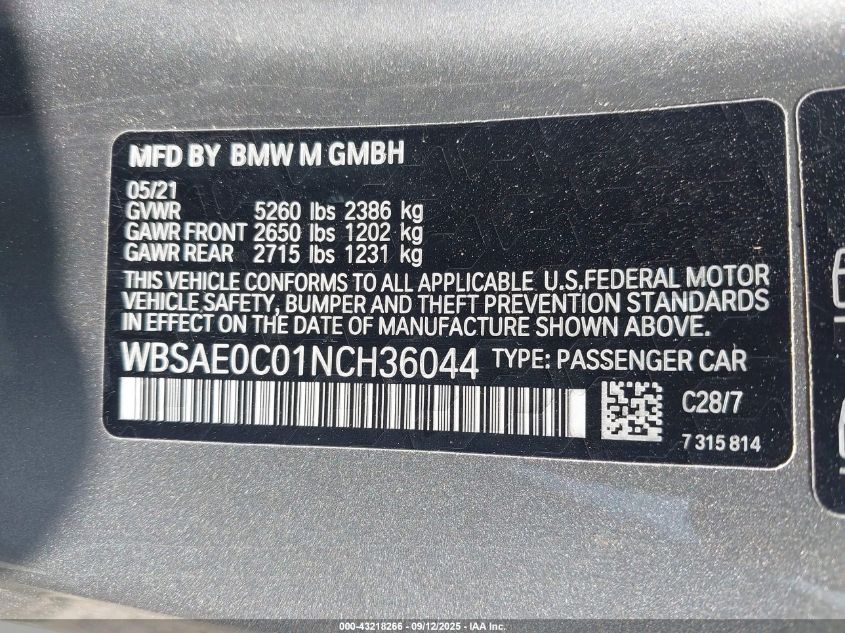 MFD BY BMW M GMBH
05/21
GVWR 5260 lbs 2386 kg
GAWR FRONT 2650 lbs 1202 kg
GAWR REAR 2715 lbs 1231 kg
THIS VEHICLE CONFORMS TO ALL APPLICABLE U.S.FEDERAL MOTOR
VEHICLE SAFETY, BUMPER AND THEFT PREVENTION STANDARDS
IN EFFECT ON THE DATE OF MANUFACTURE SHOWN ABOVE.
WBSAE0C01NCH36044 TYPE: PASSENGER CAR
C28/7
7 315 814
000-43218266 - 09/12/2025 - IAA Inc.